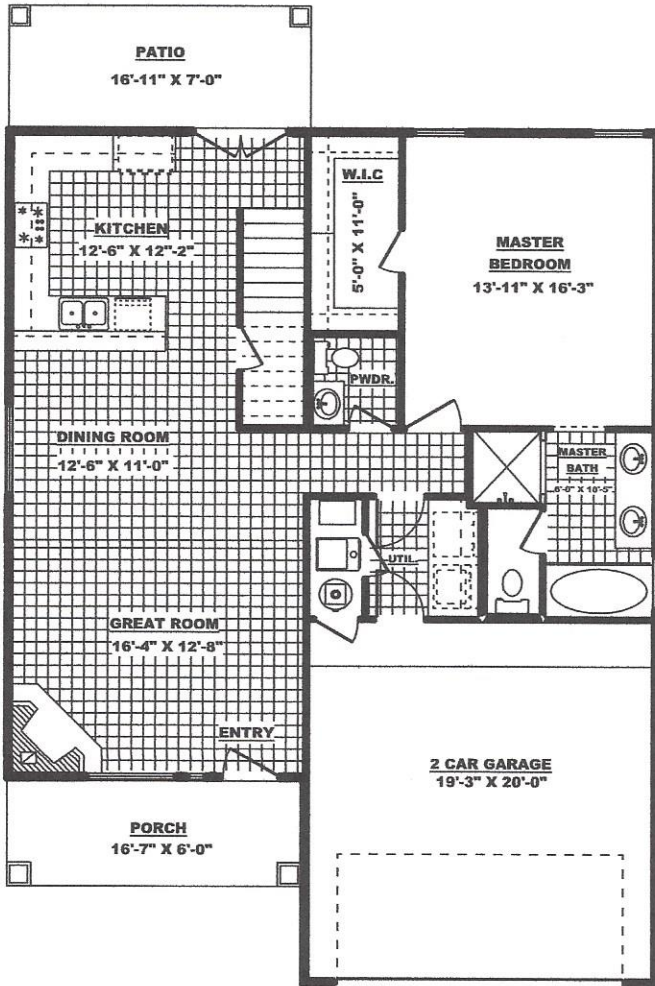 PATIO
16'-11" X 7'-0"
KITCHEN
12'-6" X 12"-2"
W.I.C
5'-0" X 11'-0"
MASTER
BEDROOM
13'-11" X 16'-3"
PWDR.
DINING ROOM
12'-6" X 11'-0"
MASTER
BATH
UTIL
GREAT ROOM
16'-4" X 12'-8"
ENTRY
2 CAR GARAGE
19'-3" X 20'-0"
PORCH
16'-7" X 6'-0"